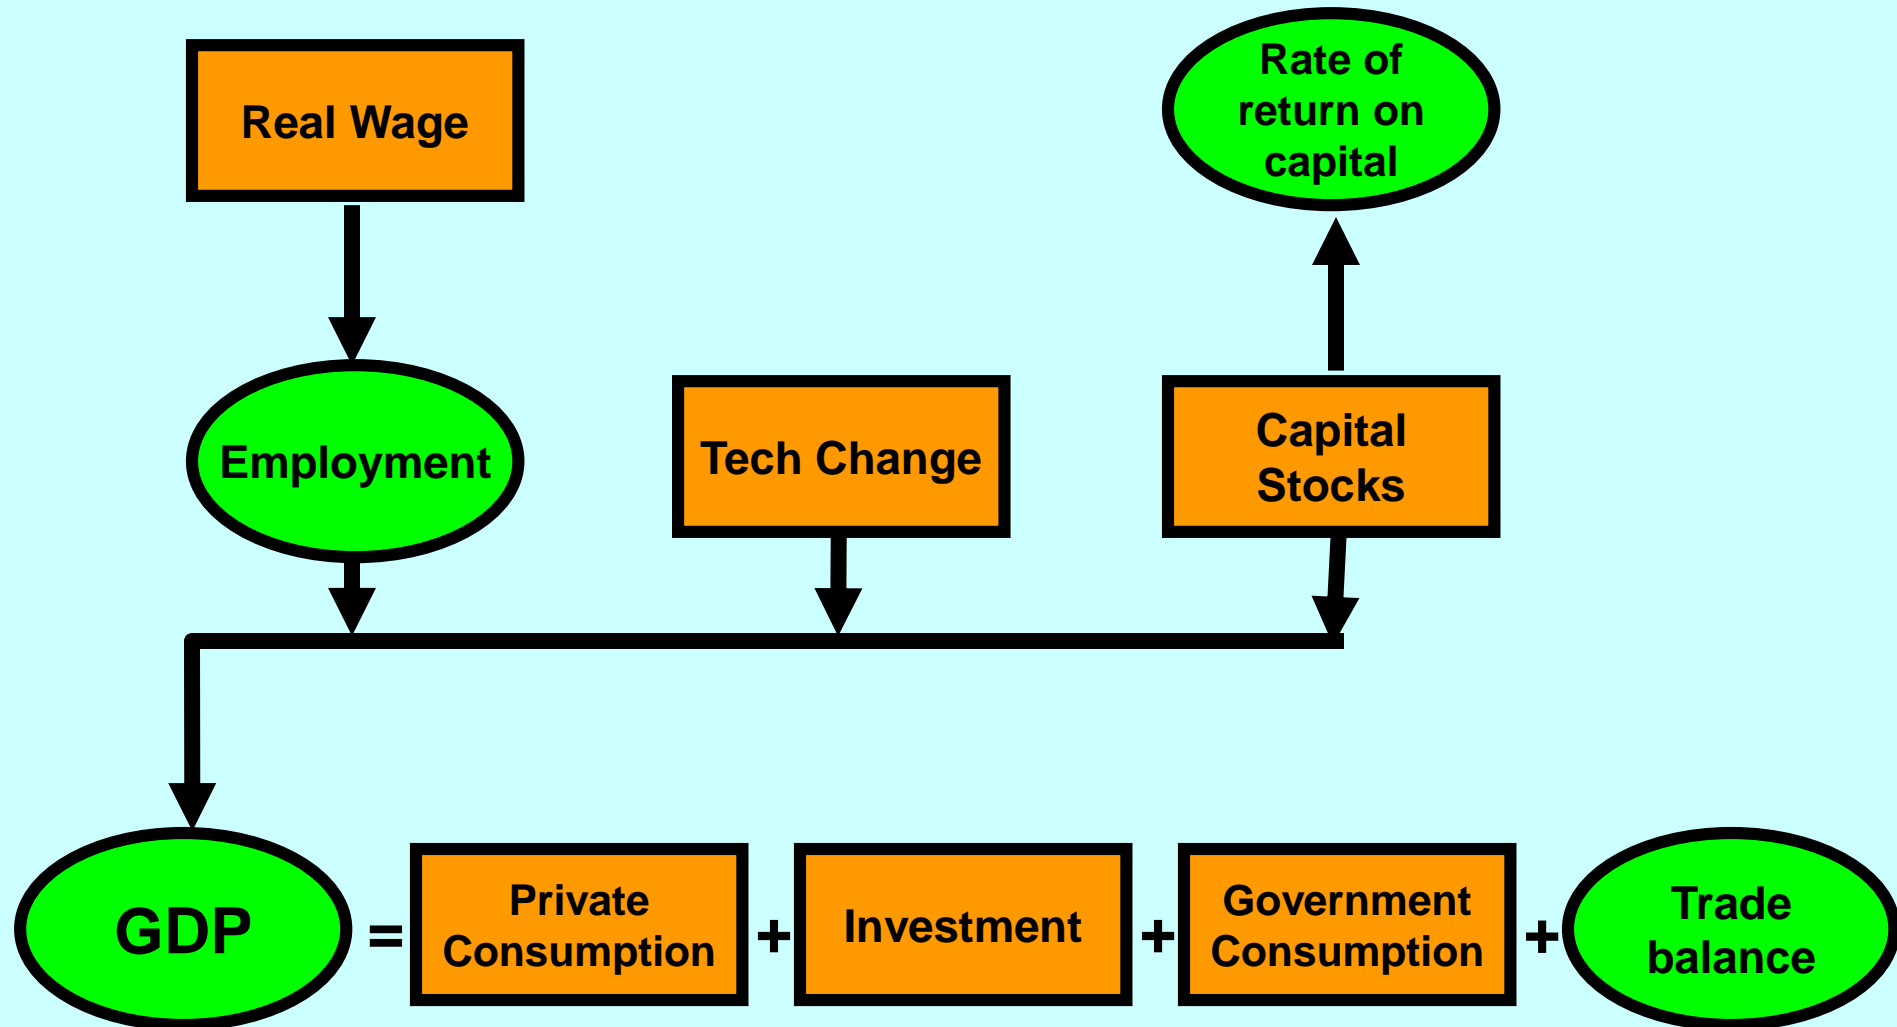 Real Wage
Rate of
return on
capital
Employment
Tech Change
Capital
Stocks
GDP
=
Private
Consumption
+
Investment
+
Government
Consumption
+
Trade
balance